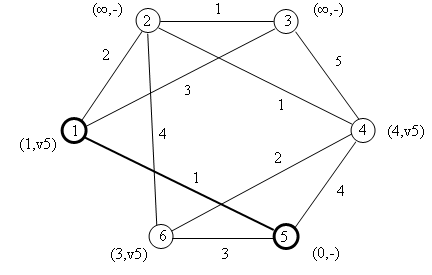 (∞,-) 1 (∞,-)
2 3
2 5
3 1
1 4 (4,v5)
(1,v5) 4
2
1 4
6 5
(3,v5) 3 (0,-)